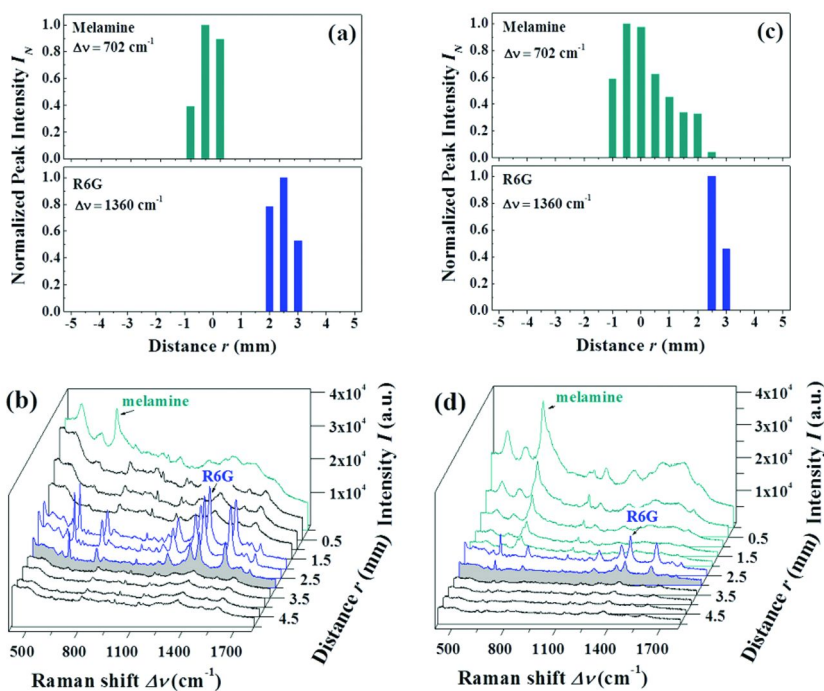 (a)
Melamine
Δν = 702 cm⁻¹
1.0
0.8
0.6
0.4
0.2
0.0
R6G
Δν = 1360 cm⁻¹
1.0
0.8
0.6
0.4
0.2
0.0
Normalized Peak Intensity I_N
-5 -4 -3 -2 -1 0 1 2 3 4 5
Distance r (mm)
(c)
Melamine
Δν = 702 cm⁻¹
1.0
0.8
0.6
0.4
0.2
0.0
R6G
Δν = 1360 cm⁻¹
1.0
0.8
0.6
0.4
0.2
0.0
Normalized Peak Intensity I_N
-5 -4 -3 -2 -1 0 1 2 3 4 5
Distance r (mm)
(b)
melamine
R6G
4x10⁴
3x10⁴
2x10⁴
1x10⁴
Intensity I (a.u.)
0.5
1.5
2.5
3.5
4.5
Distance r (mm)
500 800 1100 1400 1700
Raman shift Δν (cm⁻¹)
(d)
melamine
R6G
4x10⁴
3x10⁴
2x10⁴
1x10⁴
Intensity I (a.u.)
0.5
1.5
2.5
3.5
4.5
Distance r (mm)
500 800 1100 1400 1700
Raman shift Δν (cm⁻¹)